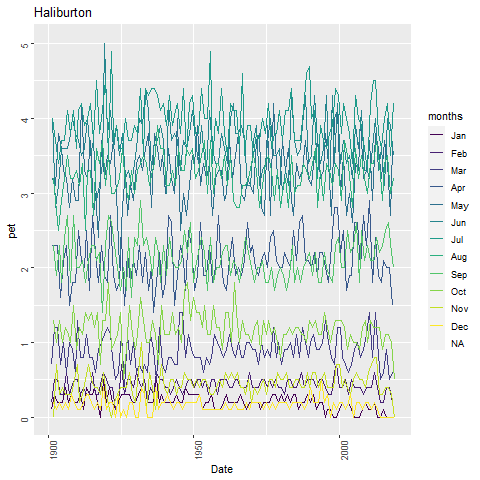 Haliburton
5
4
3
2
1
0
pet
1900
1950
2000
Date
months
Jan
Feb
Mar
Apr
May
Jun
Jul
Aug
Sep
Oct
Nov
Dec
NA